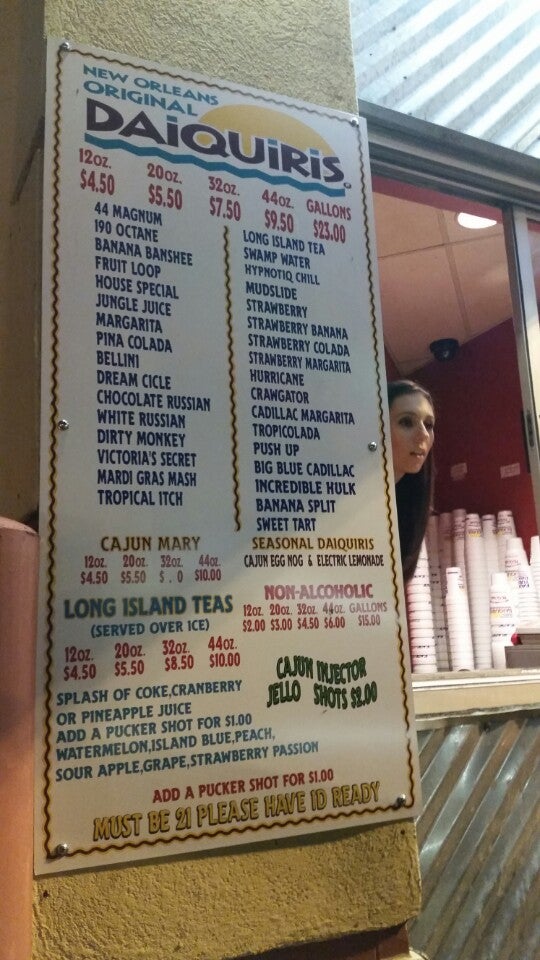 NEW ORLEANS
ORIGINAL
DAIQUIRIS
12oz. 20oz. 32oz. 44oz. GALLONS
$4.50 $5.50 $7.50 $9.50 $23.00
44 MAGNUM
190 OCTANE
BANANA BANSHEE
FRUIT LOOP
HOUSE SPECIAL
JUNGLE JUICE
MARGARITA
PINA COLADA
BELLINI
DREAM CICLE
CHOCOLATE RUSSIAN
WHITE RUSSIAN
DIRTY MONKEY
VICTORIA'S SECRET
MARDI GRAS MASH
TROPICAL ITCH
LONG ISLAND TEA
SWAMP WATER
HYPNOTIQ CHILL
MUDSLIDE
STRAWBERRY
STRAWBERRY BANANA
STRAWBERRY COLADA
STRAWBERRY MARGARITA
HURRICANE
CRAWGATOR
CADILLAC MARGARITA
TROPICOLADA
PUSH UP
BIG BLUE CADILLAC
INCREDIBLE HULK
BANANA SPLIT
SWEET TART
CAJUN MARY
12oz. 20oz. 32oz. 44oz.
$4.50 $5.50 $ . 0 $10.00
SEASONAL DAIQUIRIS
CAJUN EGG NOG & ELECTRIC LEMONADE
NON-ALCOHOLIC
12oz. 20oz. 32oz. 44oz. GALLONS
$2.00 $3.00 $4.50 $6.00 $15.00
LONG ISLAND TEAS
(SERVED OVER ICE)
12oz. 20oz. 32oz. 44oz.
$4.50 $5.50 $8.50 $10.00
CAJUN INJECTOR
JELLO SHOTS $2.00
SPLASH OF COKE,CRANBERRY
OR PINEAPPLE JUICE
ADD A PUCKER SHOT FOR $1.00
WATERMELON,ISLAND BLUE,PEACH,
SOUR APPLE,GRAPE,STRAWBERRY PASSION
ADD A PUCKER SHOT FOR $1.00
MUST BE 21 PLEASE HAVE ID READY